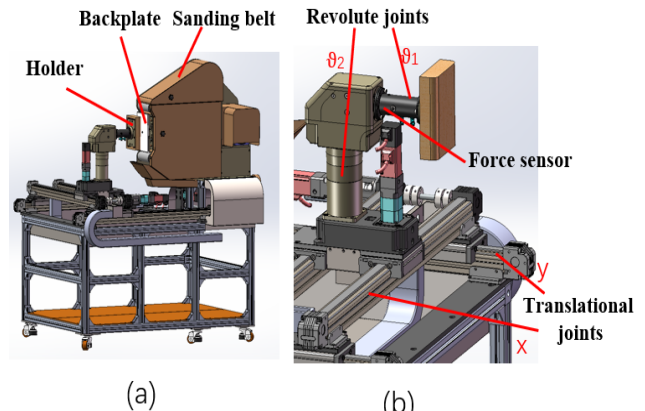 Backplate
Sanding belt
Holder
(a)
Revolute joints
ϑ₂
ϑ₁
Force sensor
y
Translational
joints
x
(b)